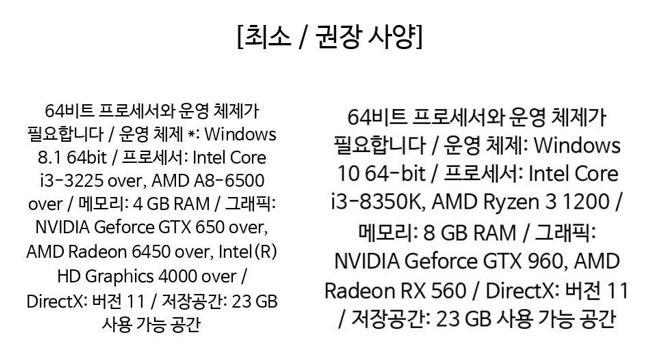 [최소 / 권장 사양]
64비트 프로세서와 운영 체제가
필요합니다 / 운영 체제 *: Windows
8.1 64bit / 프로세서: Intel Core
i3-3225 over, AMD A8-6500
over / 메모리: 4 GB RAM / 그래픽:
NVIDIA Geforce GTX 650 over,
AMD Radeon 6450 over, Intel(R)
HD Graphics 4000 over /
DirectX: 버전 11 / 저장공간: 23 GB
사용 가능 공간
64비트 프로세서와 운영 체제가
필요합니다 / 운영 체제: Windows
10 64-bit / 프로세서: Intel Core
i3-8350K, AMD Ryzen 3 1200 /
메모리: 8 GB RAM / 그래픽:
NVIDIA Geforce GTX 960, AMD
Radeon RX 560 / DirectX: 버전 11
/ 저장공간: 23 GB 사용 가능 공간